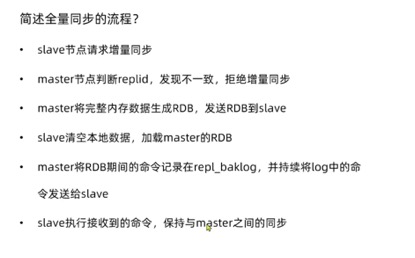 简述全量同步的流程？
• slave节点请求增量同步
• master节点判断replid，发现不一致，拒绝增量同步
• master将完整内存数据生成RDB，发送RDB到slave
• slave清空本地数据，加载master的RDB
• master将RDB期间的命令记录在repl_baklog，并持续将log中的命
令发送给slave
• slave执行接收到的命令，保持与master之间的同步